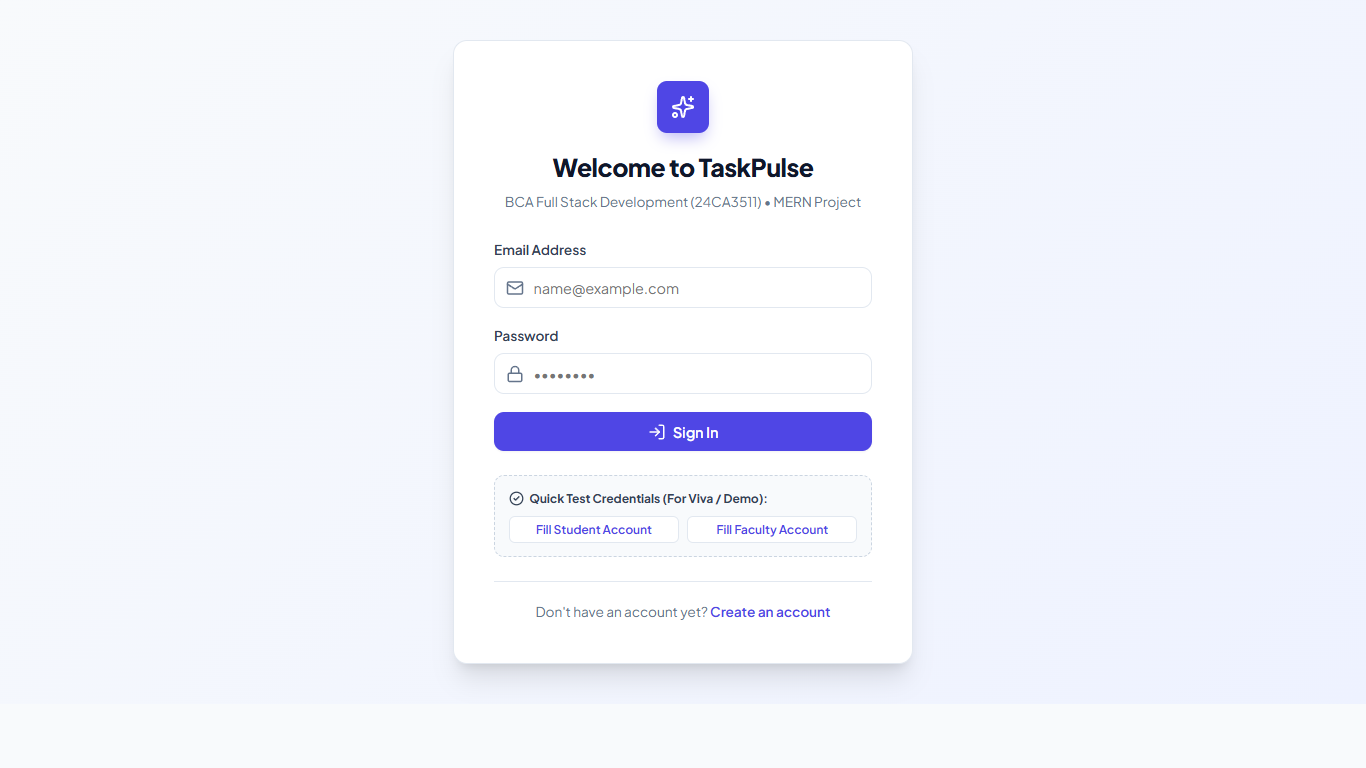 Welcome to TaskPulse
BCA Full Stack Development (24CA3511) • MERN Project
Email Address
name@example.com
Password
••••••••
Sign In
Quick Test Credentials (For Viva / Demo):
Fill Student Account
Fill Faculty Account
Don't have an account yet? Create an account